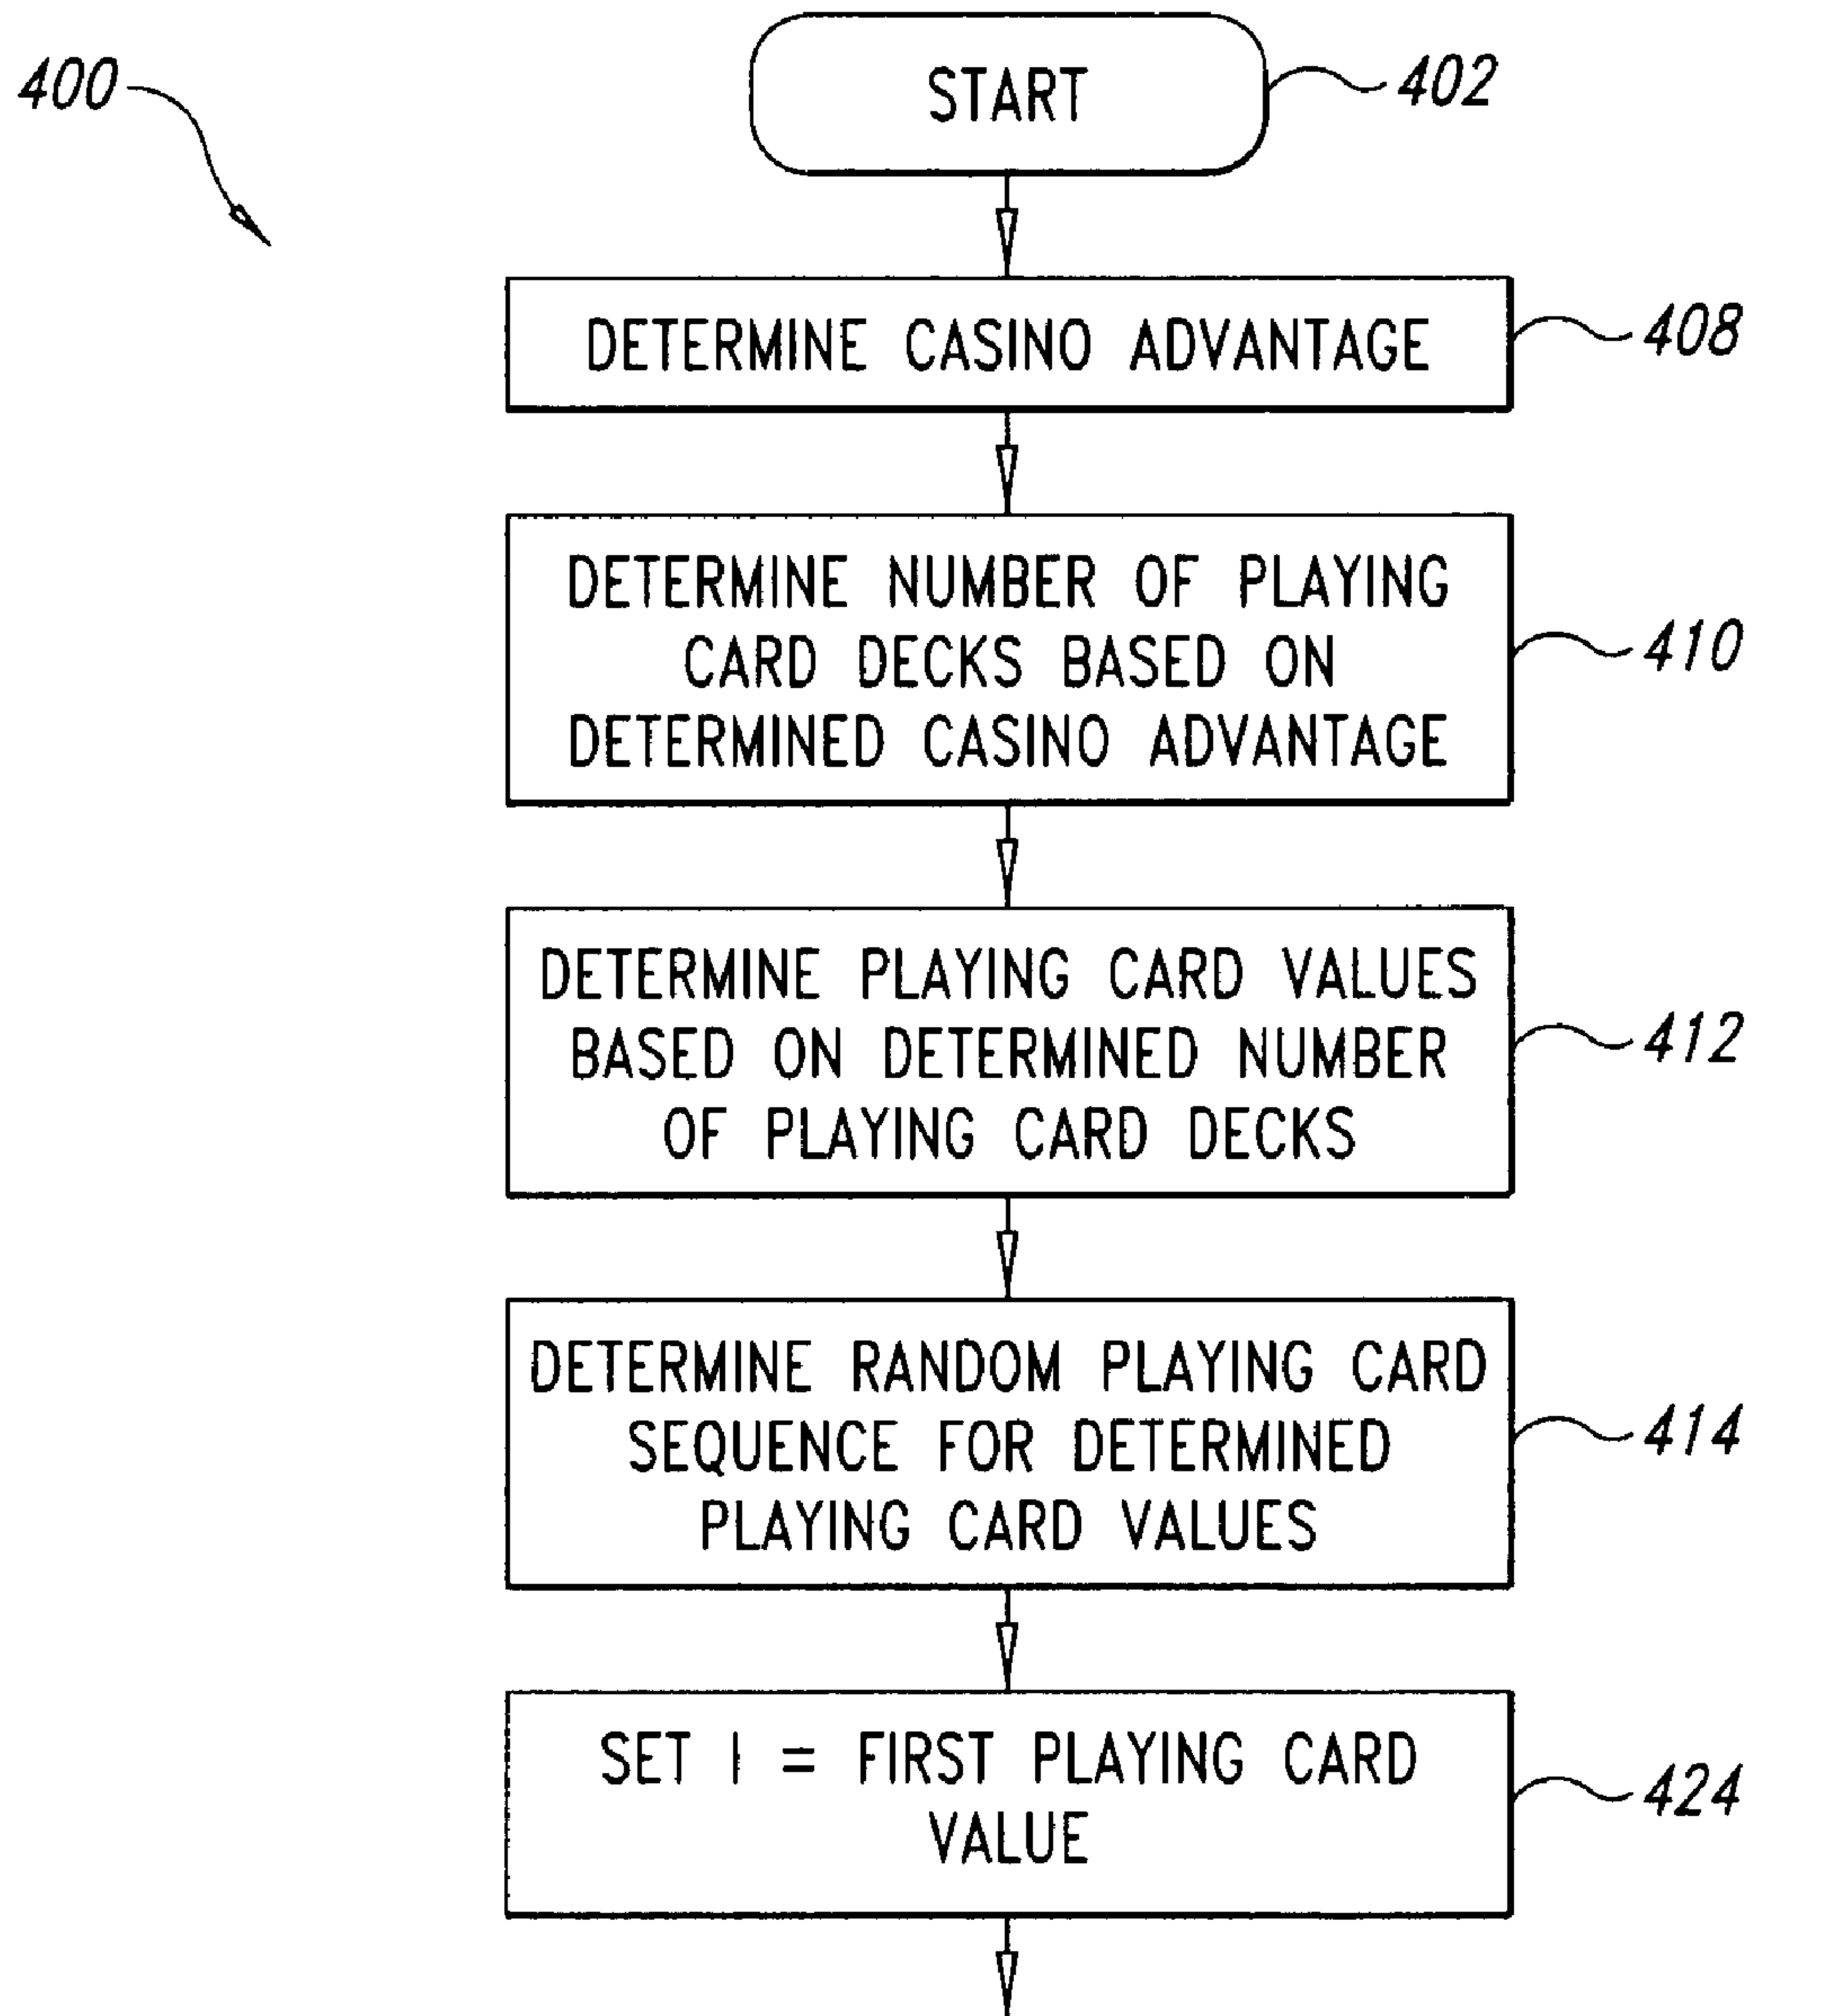 400
START
402
DETERMINE CASINO ADVANTAGE
408
DETERMINE NUMBER OF PLAYING
CARD DECKS BASED ON
DETERMINED CASINO ADVANTAGE
410
DETERMINE PLAYING CARD VALUES
BASED ON DETERMINED NUMBER
OF PLAYING CARD DECKS
412
DETERMINE RANDOM PLAYING CARD
SEQUENCE FOR DETERMINED
PLAYING CARD VALUES
414
SET I = FIRST PLAYING CARD
VALUE
424